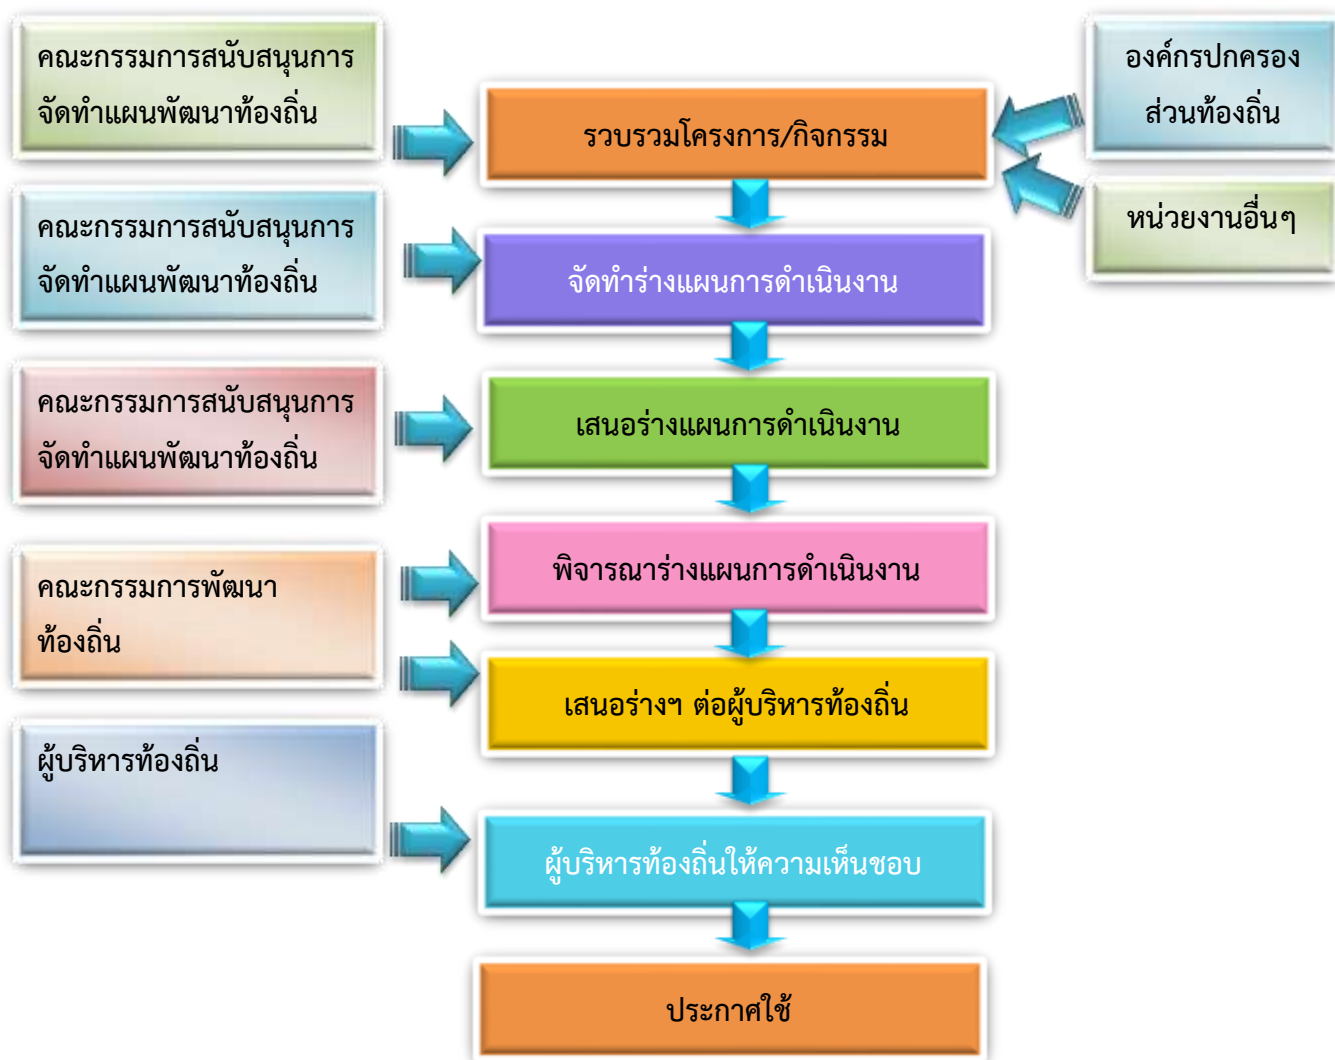 คณะกรรมการสนับสนุนการ
จัดทำแผนพัฒนาท้องถิ่น
รวบรวมโครงการ/กิจกรรม
องค์กรปกครอง
ส่วนท้องถิ่น
หน่วยงานอื่นๆ
คณะกรรมการสนับสนุนการ
จัดทำแผนพัฒนาท้องถิ่น
จัดทำร่างแผนการดำเนินงาน
คณะกรรมการสนับสนุนการ
จัดทำแผนพัฒนาท้องถิ่น
เสนอร่างแผนการดำเนินงาน
คณะกรรมการพัฒนา
ท้องถิ่น
พิจารณาร่างแผนการดำเนินงาน
เสนอร่างฯ ต่อผู้บริหารท้องถิ่น
ผู้บริหารท้องถิ่น
ผู้บริหารท้องถิ่นให้ความเห็นชอบ
ประกาศใช้